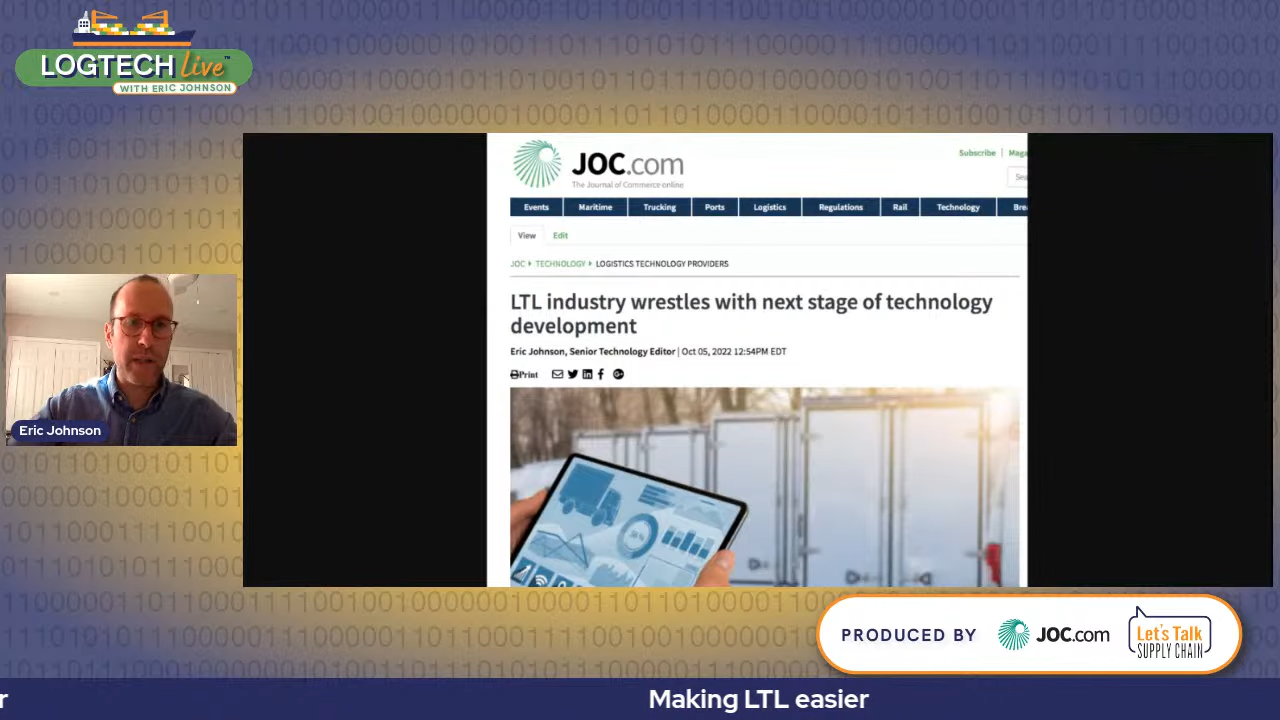 LOGTECH Live™
WITH ERIC JOHNSON
JOC.com
The Journal of Commerce online
Subscribe |
Events
Maritime
Trucking
Ports
Logistics
Regulations
Rail
Technology
View
Edit
JOC
TECHNOLOGY
LOGISTICS TECHNOLOGY PROVIDERS
LTL industry wrestles with next stage of technology
development
Eric Johnson, Senior Technology Editor | Oct 05, 2022 12:54PM EDT
Print
Eric Johnson
PRODUCED BY
JOC.com
Let's Talk
SUPPLY CHAIN
r
Making LTL easier